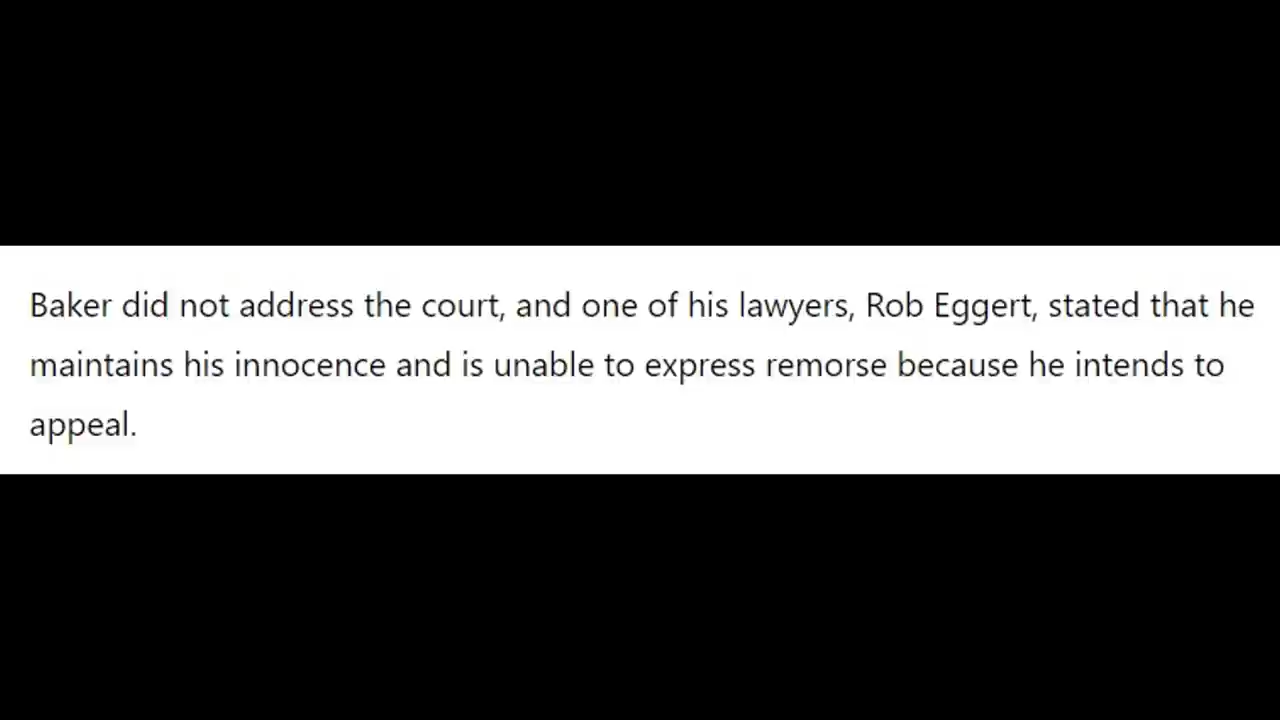 Baker did not address the court, and one of his lawyers, Rob Eggert, stated that he
maintains his innocence and is unable to express remorse because he intends to
appeal.